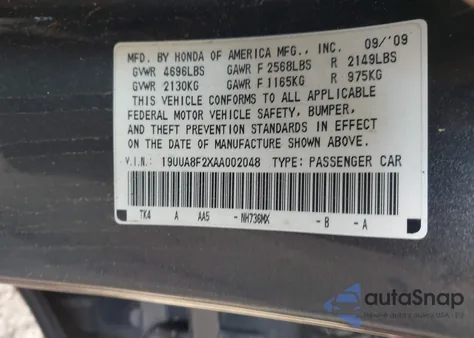 MFD. BY HONDA OF AMERICA MFG., INC. 09/'09
GVWR 4696LBS GAWR F 2568LBS R 2149LBS
GVWR 2130KG GAWR F 1165KG R 975KG
THIS VEHICLE CONFORMS TO ALL APPLICABLE
FEDERAL MOTOR VEHICLE SAFETY, BUMPER,
AND THEFT PREVENTION STANDARDS IN EFFECT
ON THE DATE OF MANUFACTURE SHOWN ABOVE.
V.I.N.: 19UUA8F2XAA002048 TYPE: PASSENGER CAR
TK4 A AA5 -NH736MX -B -A
autoSnap